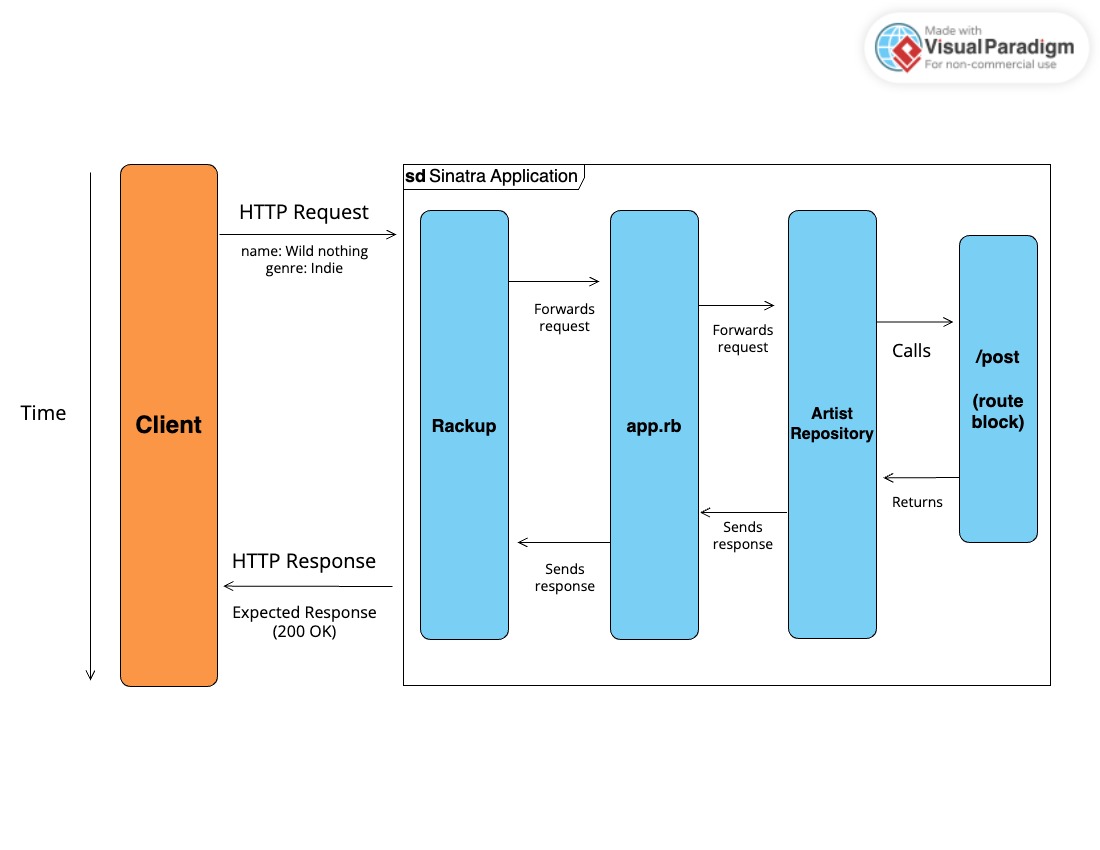 Made with
Visual Paradigm
For non-commercial use
sd Sinatra Application
HTTP Request
name: Wild nothing
genre: Indie
Forwards
request
Forwards
request
Calls
/post
(route
block)
Time
Client
Rackup
app.rb
Artist
Repository
Returns
Sends
response
Sends
response
HTTP Response
Expected Response
(200 OK)